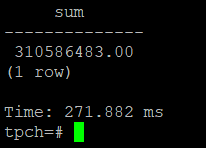 sum
--------------
310586483.00
(1 row)
Time: 271.882 ms
tpch=#